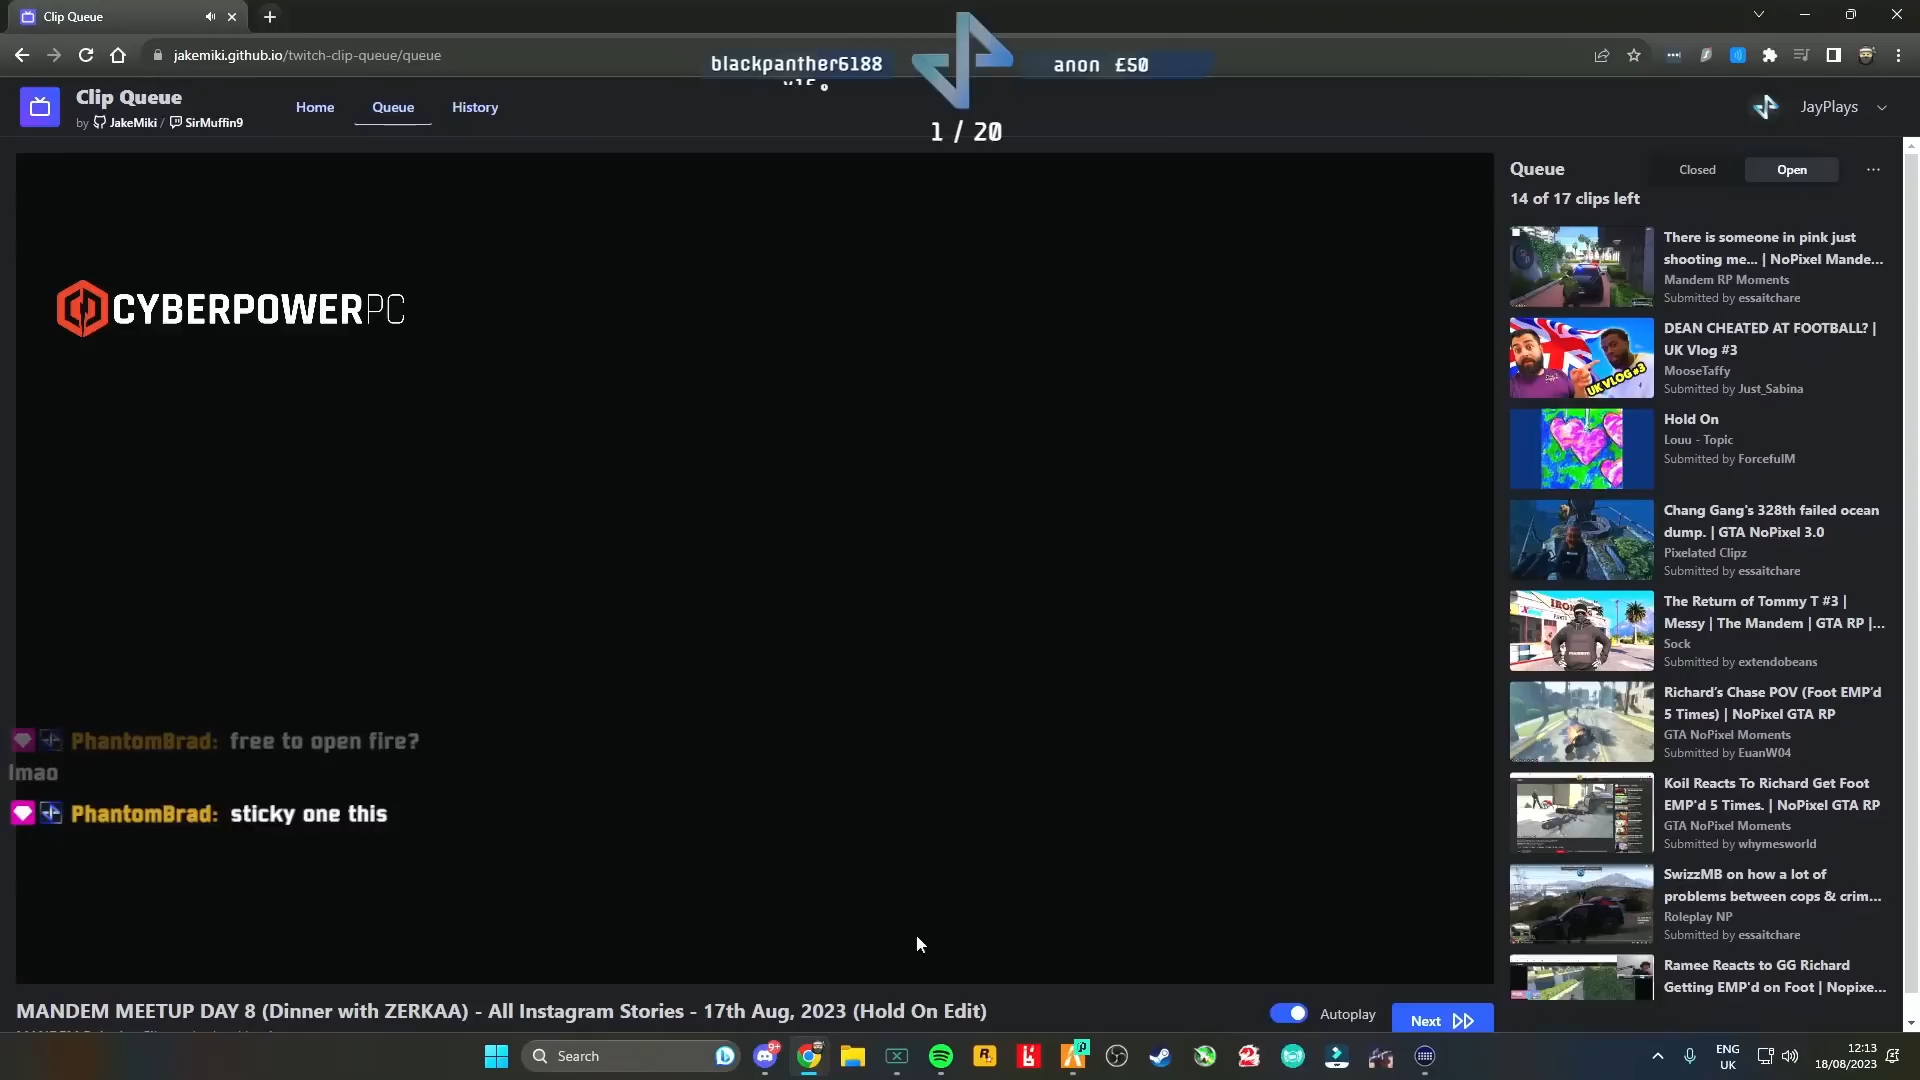 Clip Queue
jakemiki.github.io/twitch-clip-queue/queue
blackpanther6188
anon £50
1 / 20
Clip Queue
by JakeMiki / SirMuffin9
Home
Queue
History
JayPlays
CYBERPOWERPC
PhantomBrad: free to open fire?
lmao
PhantomBrad: sticky one this
Queue
Closed
Open
14 of 17 clips left
There is someone in pink just
shooting me... | NoPixel Mande...
Mandem RP Moments
Submitted by essaitchare
DEAN CHEATED AT FOOTBALL? |
UK Vlog #3
MooseTaffy
Submitted by Just_Sabina
UK VLOG #3
Hold On
Louu - Topic
Submitted by ForcefulM
Chang Gang's 328th failed ocean
dump. | GTA NoPixel 3.0
Pixelated Clipz
Submitted by essaitchare
The Return of Tommy T #3 |
Messy | The Mandem | GTA RP |...
Sock
Submitted by extendobeans
Richard's Chase POV (Foot EMP'd
5 Times) | NoPixel GTA RP
GTA NoPixel Moments
Submitted by EuanW04
Koil Reacts To Richard Get Foot
EMP'd 5 Times. | NoPixel GTA RP
GTA NoPixel Moments
Submitted by whymesworld
SwizzMB on how a lot of
problems between cops & crim...
Roleplay NP
Submitted by essaitchare
Ramee Reacts to GG Richard
Getting EMP'd on Foot | Nopixe...
MANDEM MEETUP DAY 8 (Dinner with ZERKAA) - All Instagram Stories - 17th Aug, 2023 (Hold On Edit)
Autoplay
Next
Search
9+
ENG
UK
12:13
18/08/2023